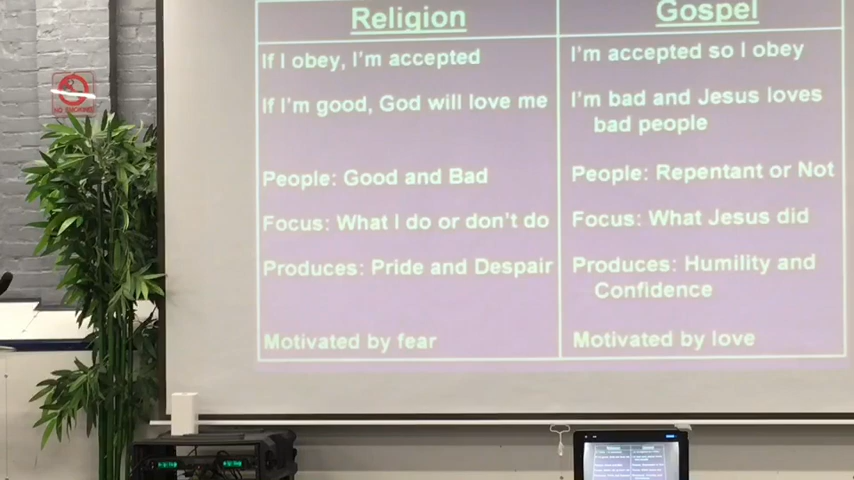 Religion
Gospel
If I obey, I'm accepted
I'm accepted so I obey
If I'm good, God will love me
I'm bad and Jesus loves
bad people
People: Good and Bad
People: Repentant or Not
Focus: What I do or don't do
Focus: What Jesus did
Produces: Pride and Despair
Produces: Humility and
Confidence
Motivated by fear
Motivated by love
NO SMOKING